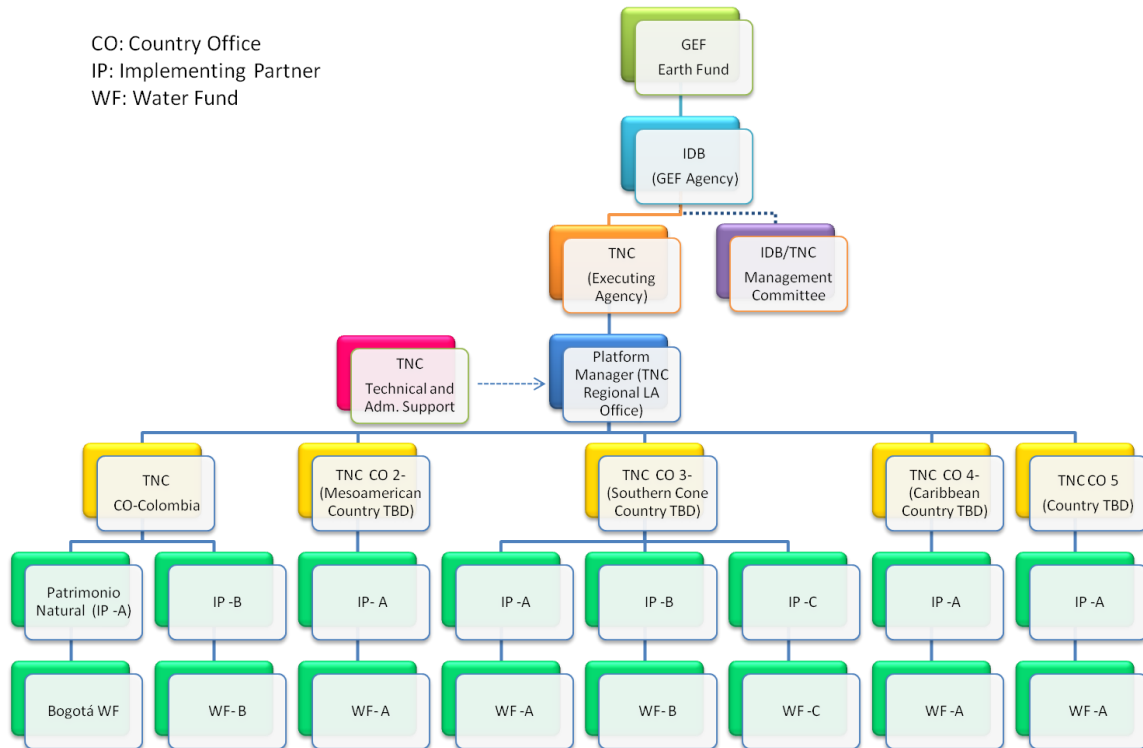 CO: Country Office
IP: Implementing Partner
WF: Water Fund
GEF
Earth Fund
IDB
(GEF Agency)
TNC
(Executing
Agency)
IDB/TNC
Management
Committee
TNC
Technical and
Adm. Support
Platform
Manager (TNC
Regional LA
Office)
TNC
CO-Colombia
TNC CO 2-
(Mesoamerican
Country TBD)
TNC CO 3-
(Southern Cone
Country TBD)
TNC CO 4-
(Caribbean
Country TBD)
TNC CO 5
(Country TBD)
Patrimonio
Natural (IP -A)
IP -B
IP- A
IP -A
IP -B
IP -C
IP -A
IP -A
Bogotá WF
WF- B
WF- A
WF -A
WF- B
WF -C
WF -A
WF -A